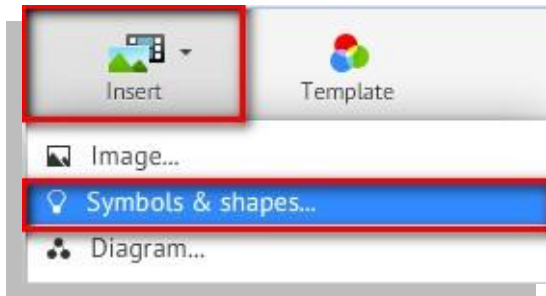 Insert
Template
Image...
Symbols & shapes...
Diagram...